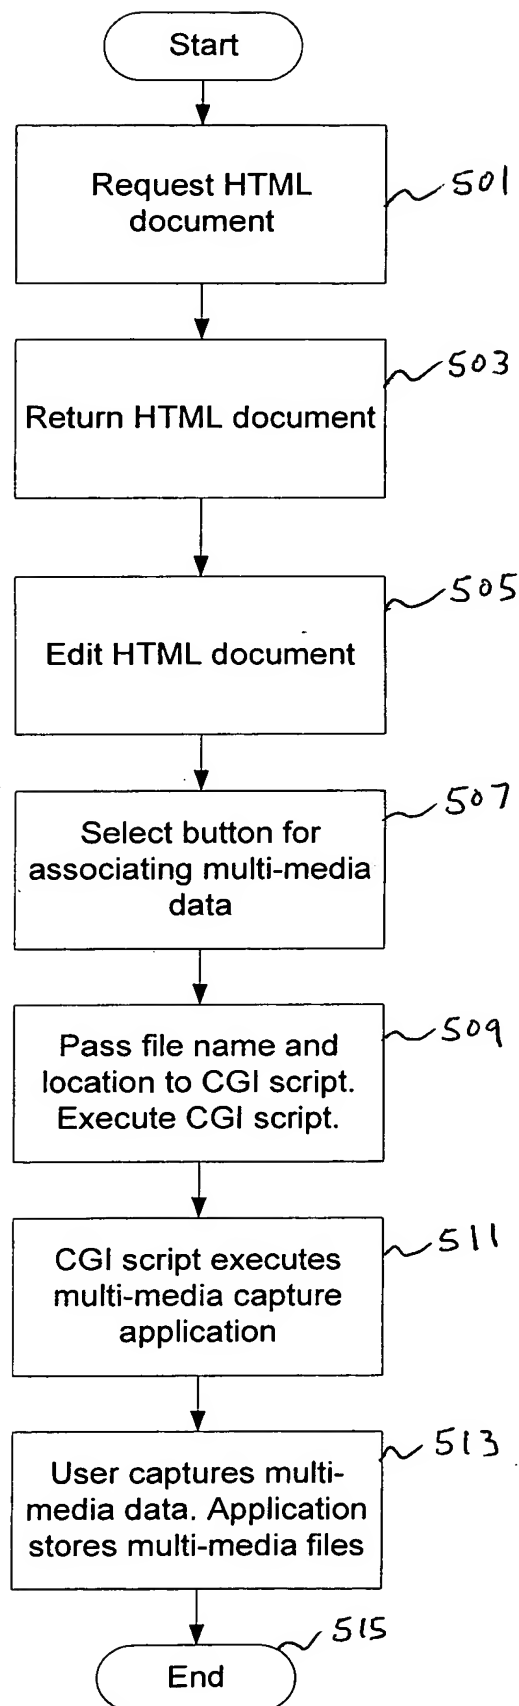 Start
Request HTML
document
501
Return HTML document
503
Edit HTML document
505
Select button for
associating multi-media
data
507
Pass file name and
location to CGI script.
Execute CGI script.
509
CGI script executes
multi-media capture
application
511
User captures multi-
media data. Application
stores multi-media files
513
End
515